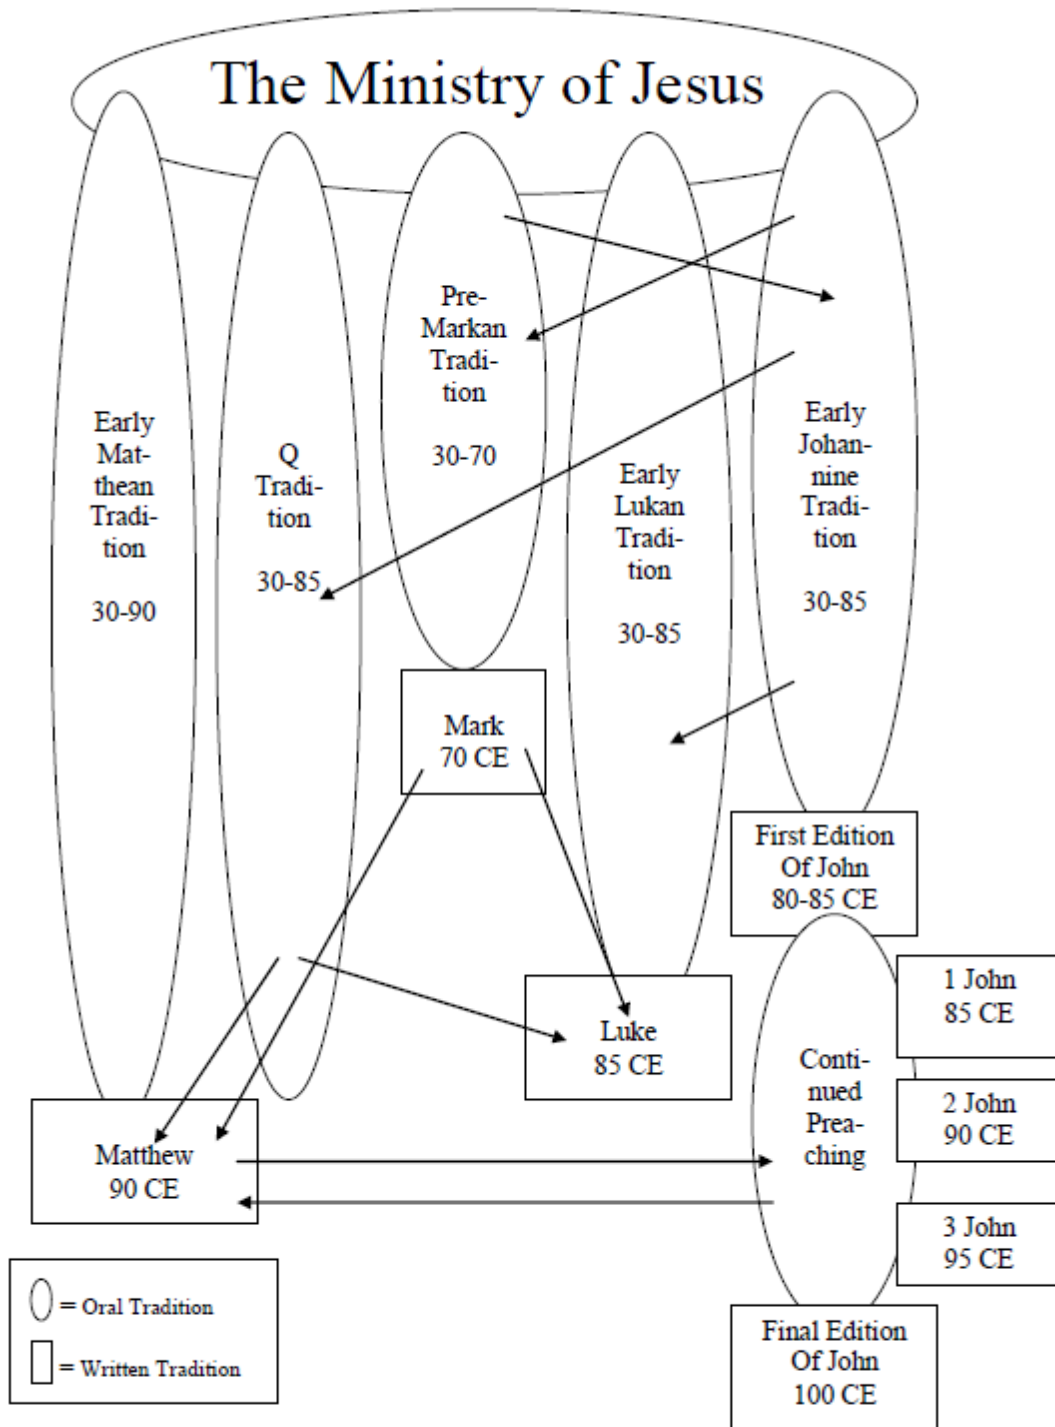 The Ministry of Jesus
Early
Mat-
thean
Tradi-
tion
30-90
Q
Tradi-
tion
30-85
Pre-
Markan
Tradi-
tion
30-70
Early
Lukan
Tradi-
tion
30-85
Early
Johan-
nine
Tradi-
tion
30-85
Mark
70 CE
First Edition
Of John
80-85 CE
Luke
85 CE
1 John
85 CE
Conti-
nued
Prea-
ching
2 John
90 CE
Matthew
90 CE
3 John
95 CE
Final Edition
Of John
100 CE
= Oral Tradition
= Written Tradition